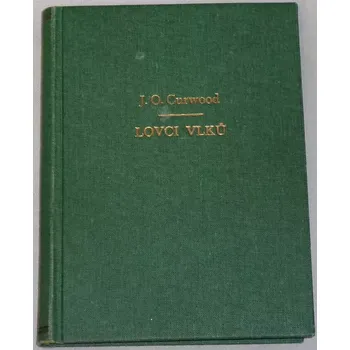 J. O. Curwood
LOVCI VLKŮ